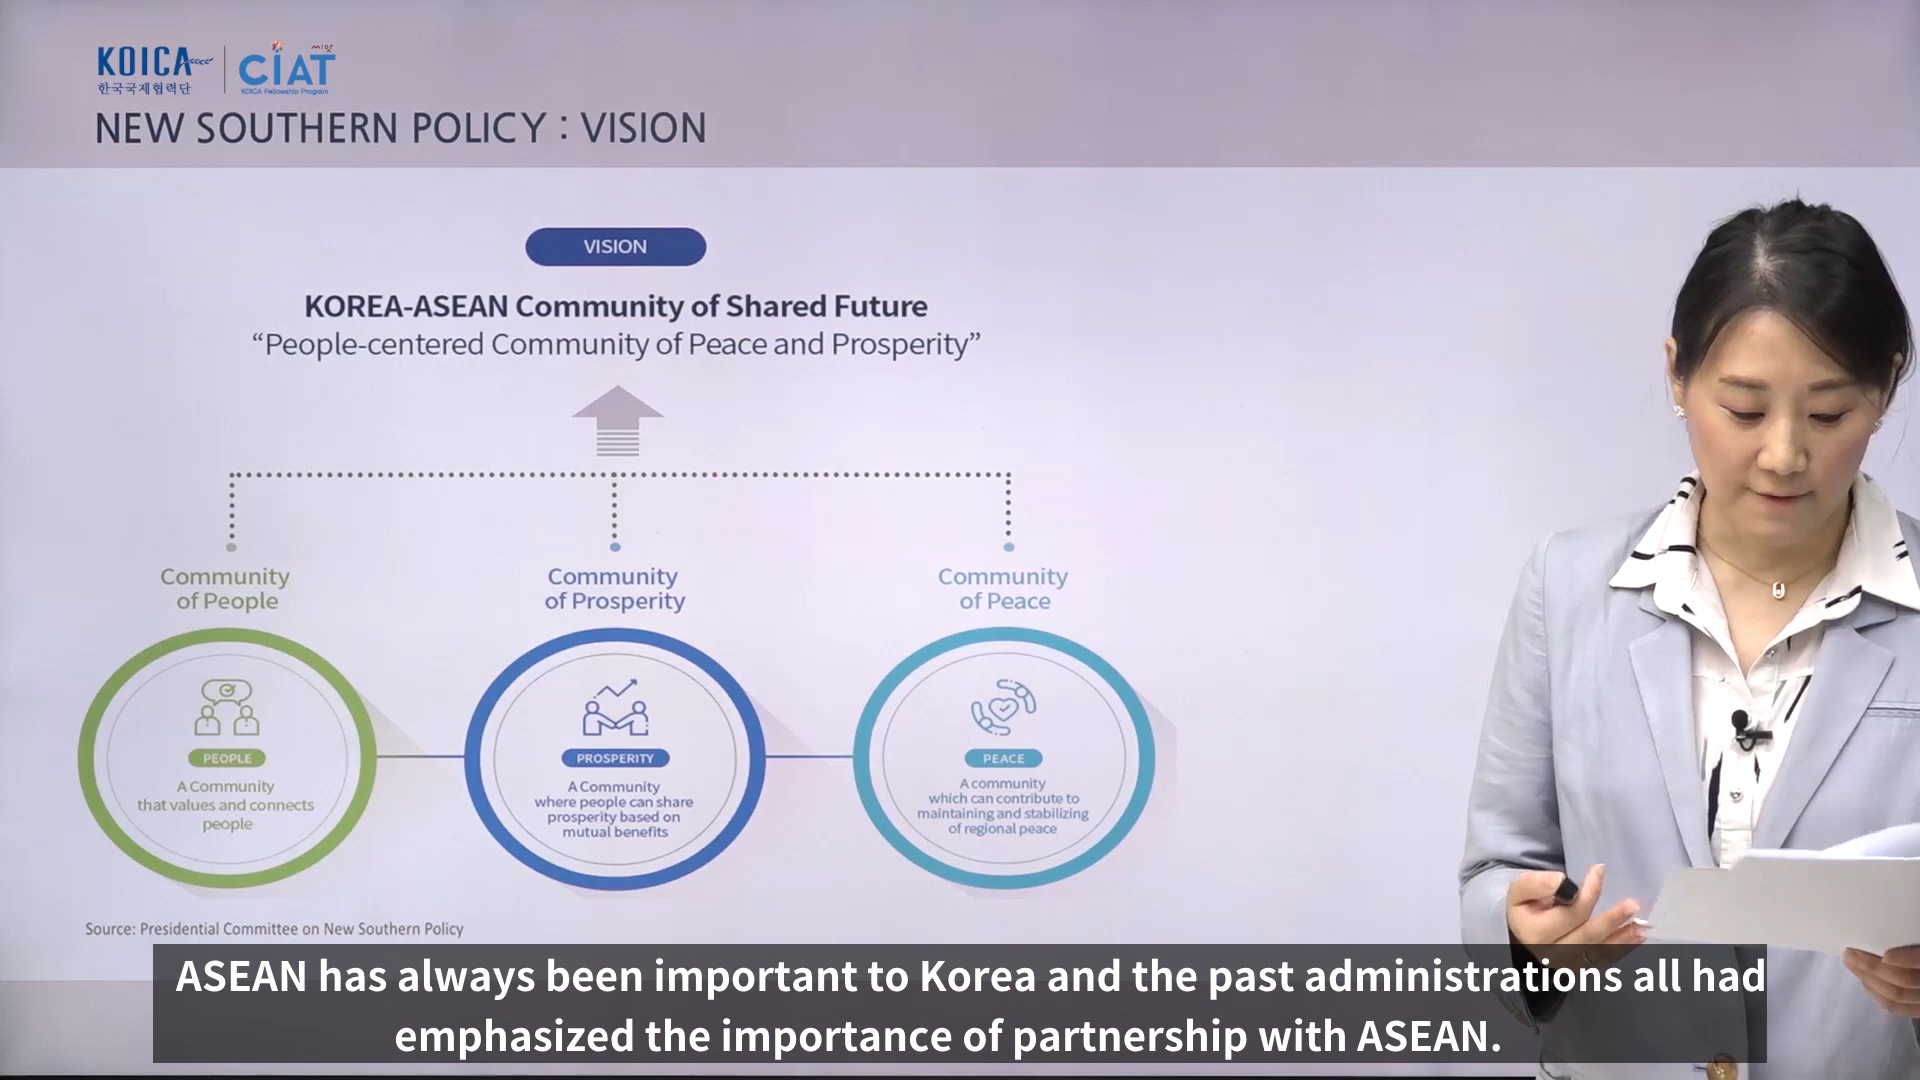 KOICA
한국국제협력단
CIAT
KOICA Fellowship Program
NEW SOUTHERN POLICY : VISION
VISION
KOREA-ASEAN Community of Shared Future
“People-centered Community of Peace and Prosperity”
Community
of People
PEOPLE
A Community
that values and connects
people
Community
of Prosperity
PROSPERITY
A Community
where people can share
prosperity based on
mutual benefits
Community
of Peace
PEACE
A community
which can contribute to
maintaining and stabilizing
of regional peace
Source: Presidential Committee on New Southern Policy
ASEAN has always been important to Korea and the past administrations all had
emphasized the importance of partnership with ASEAN.